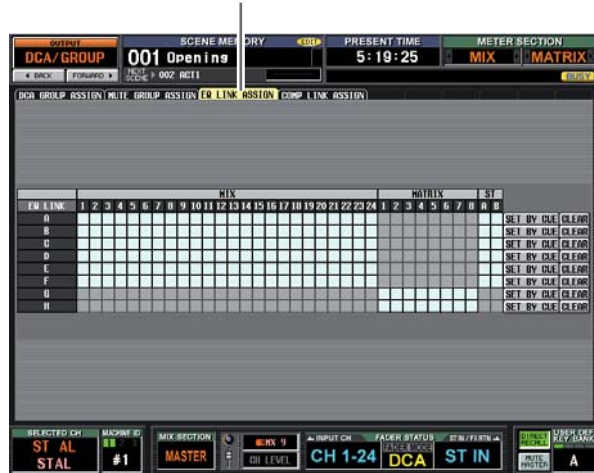 OUTPUT SCENE MEMORY EDIT PRESENT TIME METER SECTION
DCA/GROUP 001 Opening 5:19:25 MIX MATRIX
BACK FORWARD NEXT SCENE 002 ACT1 BUSY
DCA GROUP ASSIGN MUTE GROUP ASSIGN EQ LINK ASSIGN COMP LINK ASSIGN
MIX MATRIX ST
EQ LINK 1 2 3 4 5 6 7 8 9 10 11 12 13 14 15 16 17 18 19 20 21 22 23 24 1 2 3 4 5 6 7 8 A B
A SET BY CUE CLEAR
B SET BY CUE CLEAR
C SET BY CUE CLEAR
D SET BY CUE CLEAR
E SET BY CUE CLEAR
F SET BY CUE CLEAR
G SET BY CUE CLEAR
H SET BY CUE CLEAR
SELECTED CH MACHINE ID MIX SECTION INPUT CH FADER STATUS ST IN / FX RTN DIRECT RECALL USER DEF KEY BANK
ST AL 1 2 3 MASTER MX 9 CH 1-24 FADER MODE ST IN
STAL #1 CH LEVEL DCA MUTE MASTER A